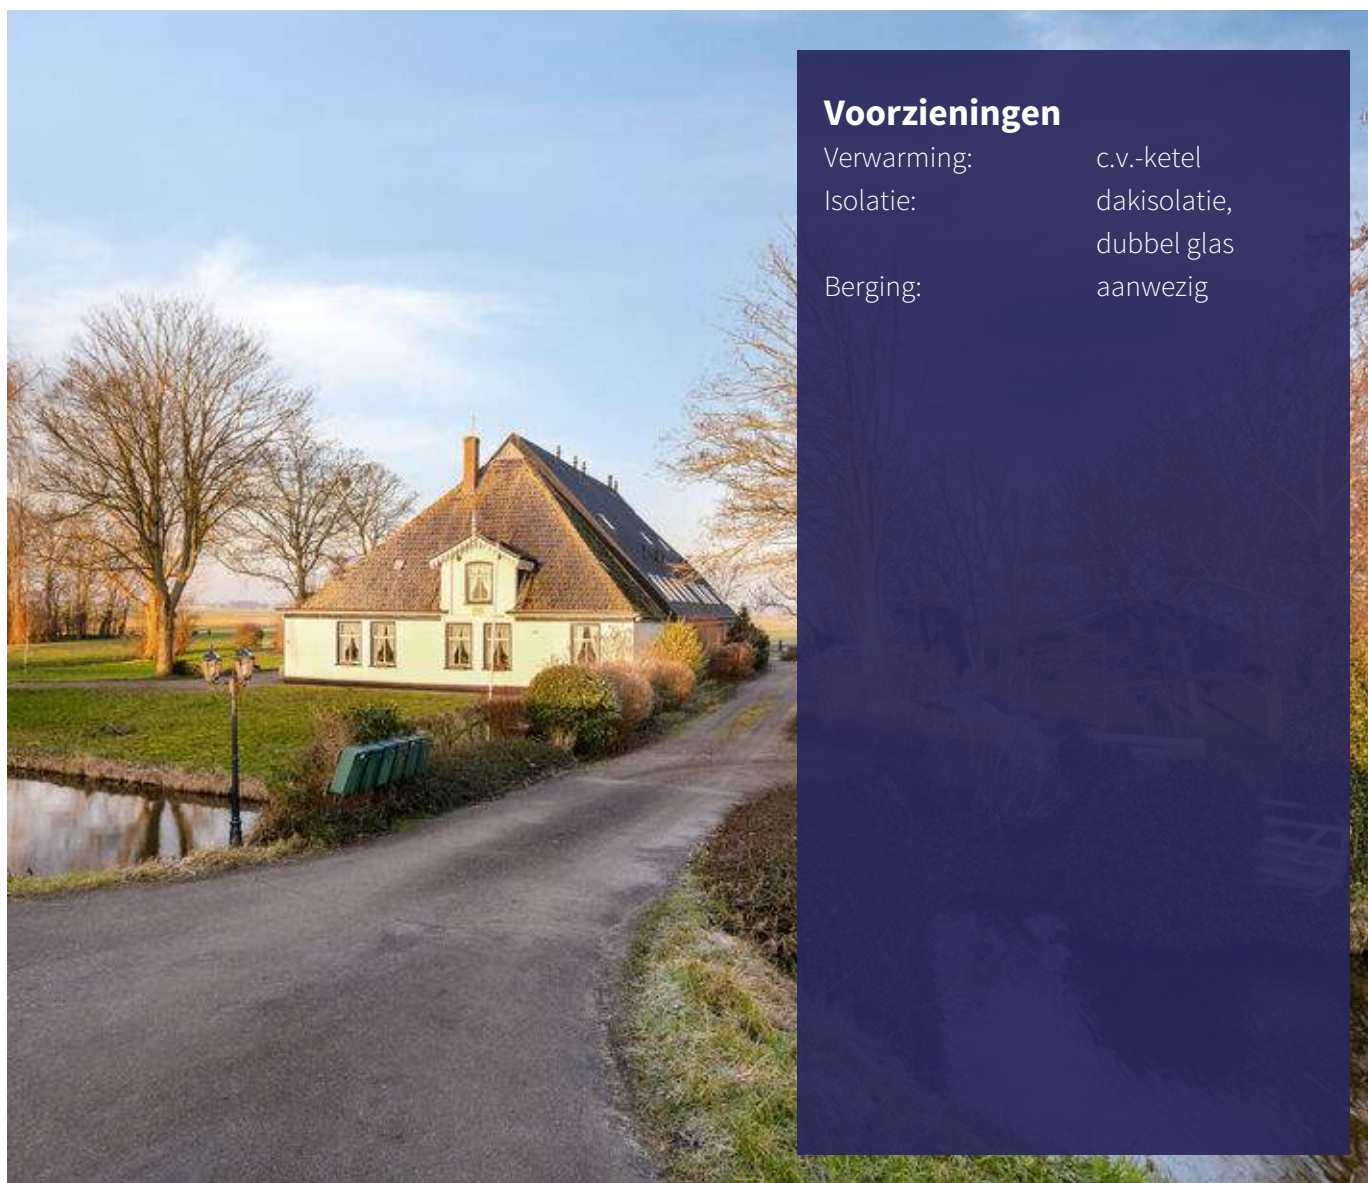 Voorzieningen
Verwarming: c.v.-ketel
Isolatie: dakisolatie,
dubbel glas
Berging: aanwezig